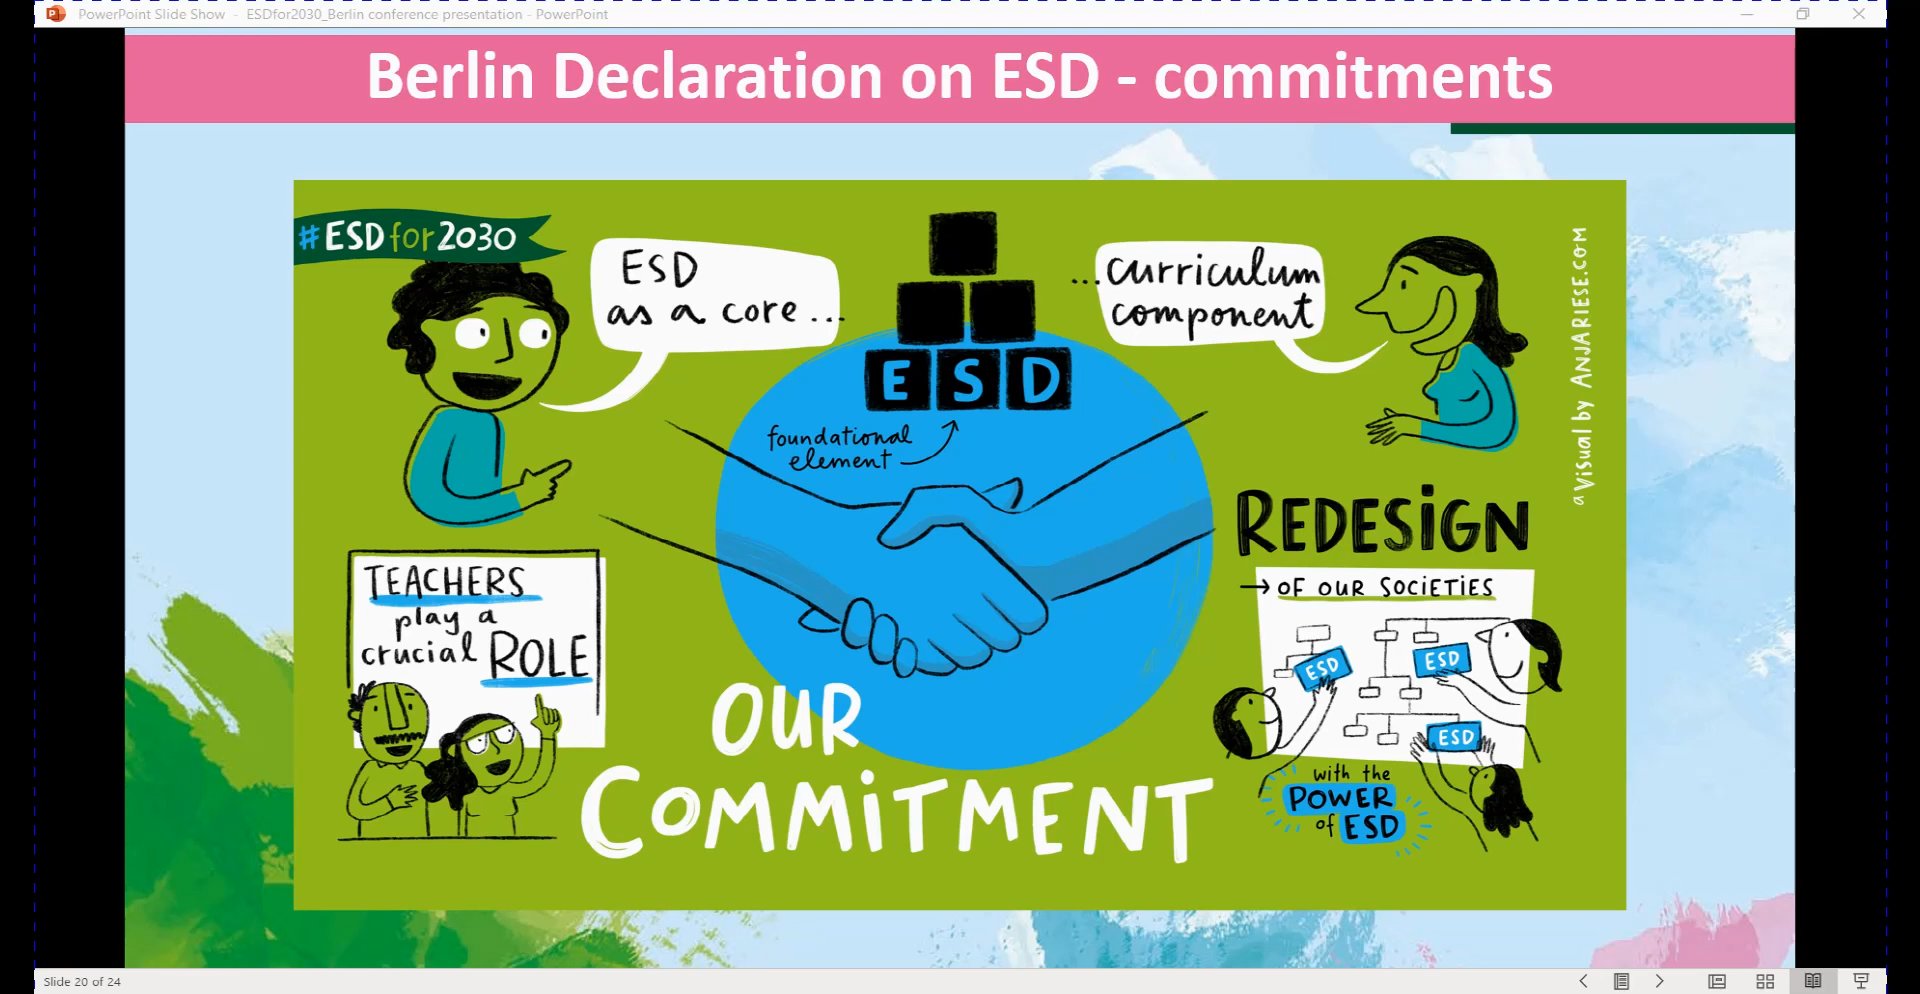 PowerPoint Slide Show - ESDfor2030_Berlin conference presentation - PowerPoint
Berlin Declaration on ESD - commitments
#ESDfor2030
ESD
as a core ...
... curriculum
component
E S D
foundational
element
a Visual by ANJARIESE.COM
TEACHERS
play a
crucial ROLE
REDESIGN
→ OF OUR SOCIETIES
ESD
ESD
ESD
with the
POWER
of ESD
OUR
COMMITMENT
Slide 20 of 24